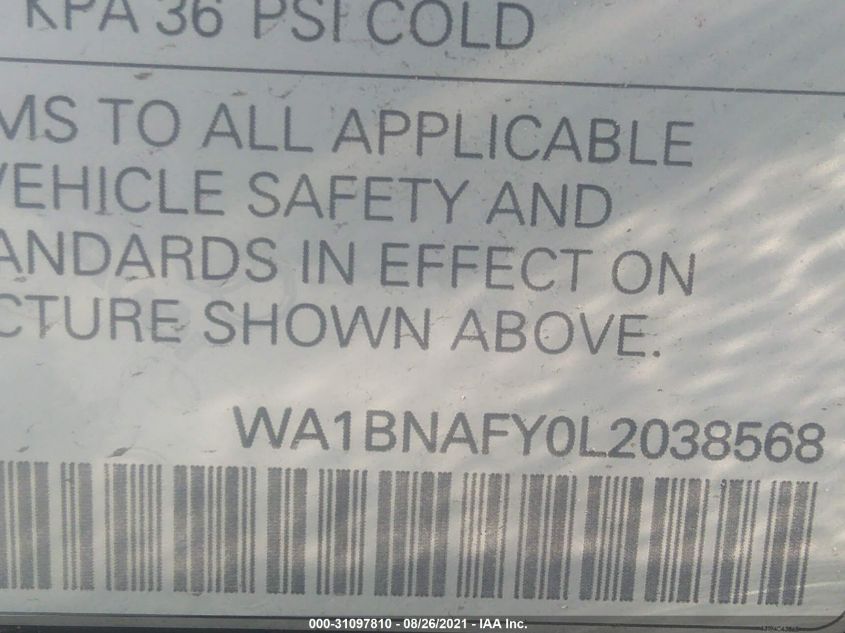 KPA 36 PSI COLD
MS TO ALL APPLICABLE
VEHICLE SAFETY AND
ANDARDS IN EFFECT ON
CTURE SHOWN ABOVE.
WA1BNAFY0L2038568
000-31097810 - 08/26/2021 - IAA Inc.